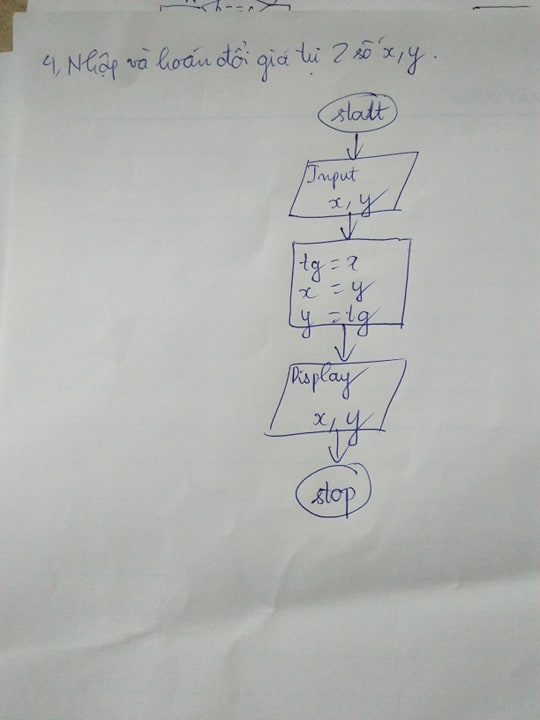 4, Nhập và hoán đổi giá trị 2 số x, y.
start
Input
x, y
tg = x
x = y
y = tg
Display
x, y
stop